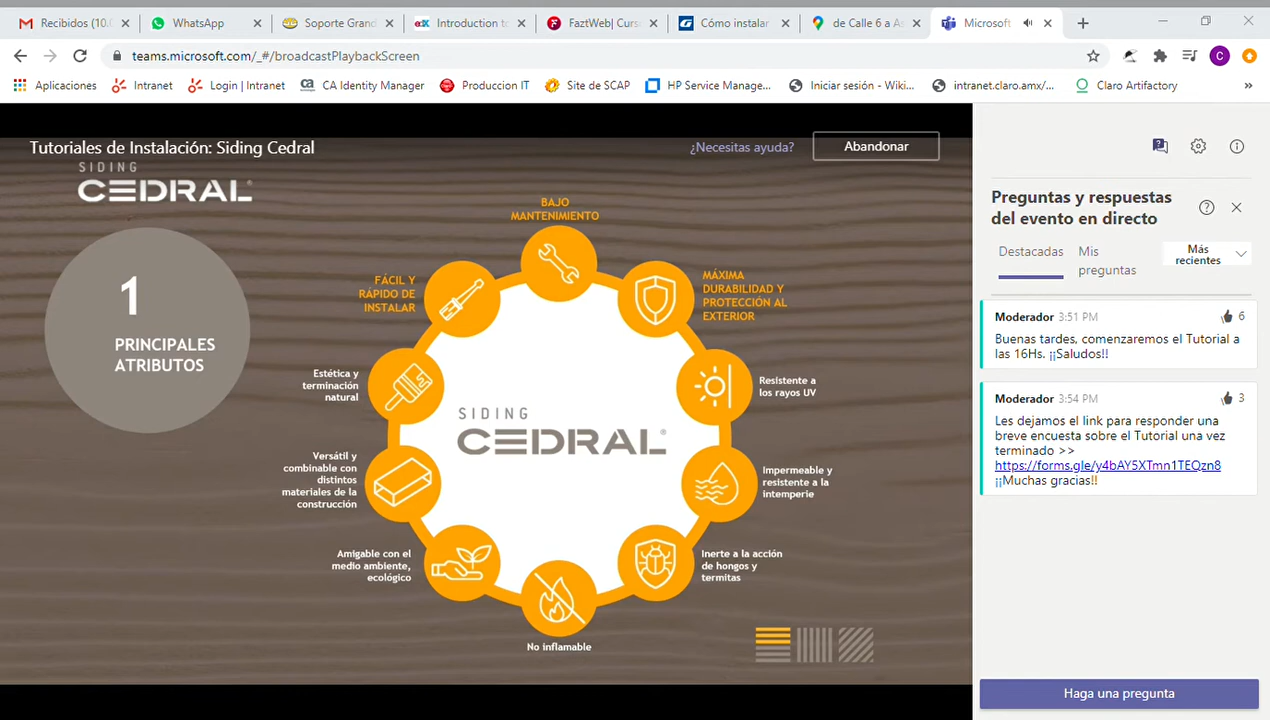 Recibidos (10.0
WhatsApp
Soporte Grand
Introduction to
FaztWeb| Curs
Cómo instalar
de Calle 6 a As
Microsoft
teams.microsoft.com/_#/broadcastPlaybackScreen
C
Aplicaciones
Intranet
Login | Intranet
ca
CA Identity Manager
Produccion IT
Site de SCAP
HP Service Manage...
Iniciar sesión - Wiki...
intranet.claro.amx/...
Claro Artifactory
»
Tutoriales de Instalación: Siding Cedral
¿Necesitas ayuda?
Abandonar
SIDING
CEDRAL®
1
PRINCIPALES
ATRIBUTOS
BAJO
MANTENIMIENTO
MÁXIMA
DURABILIDAD Y
PROTECCIÓN AL
EXTERIOR
Resistente a
los rayos UV
Impermeable y
resistente a la
intemperie
Inerte a la acción
de hongos y
termitas
No inflamable
Amigable con el
medio ambiente,
ecológico
Versátil y
combinable con
distintos
materiales de la
construcción
Estética y
terminación
natural
FÁCIL Y
RÁPIDO DE
INSTALAR
SIDING
CEDRAL®
Preguntas y respuestas
del evento en directo
Destacadas
Mis
preguntas
Más
recientes
Moderador 3:51 PM 6
Buenas tardes, comenzaremos el Tutorial a
las 16Hs. ¡¡Saludos!!
Moderador 3:54 PM 3
Les dejamos el link para responder una
breve encuesta sobre el Tutorial una vez
terminado >>
https://forms.gle/y4bAY5XTmn1TEQzn8
¡¡Muchas gracias!!
Haga una pregunta